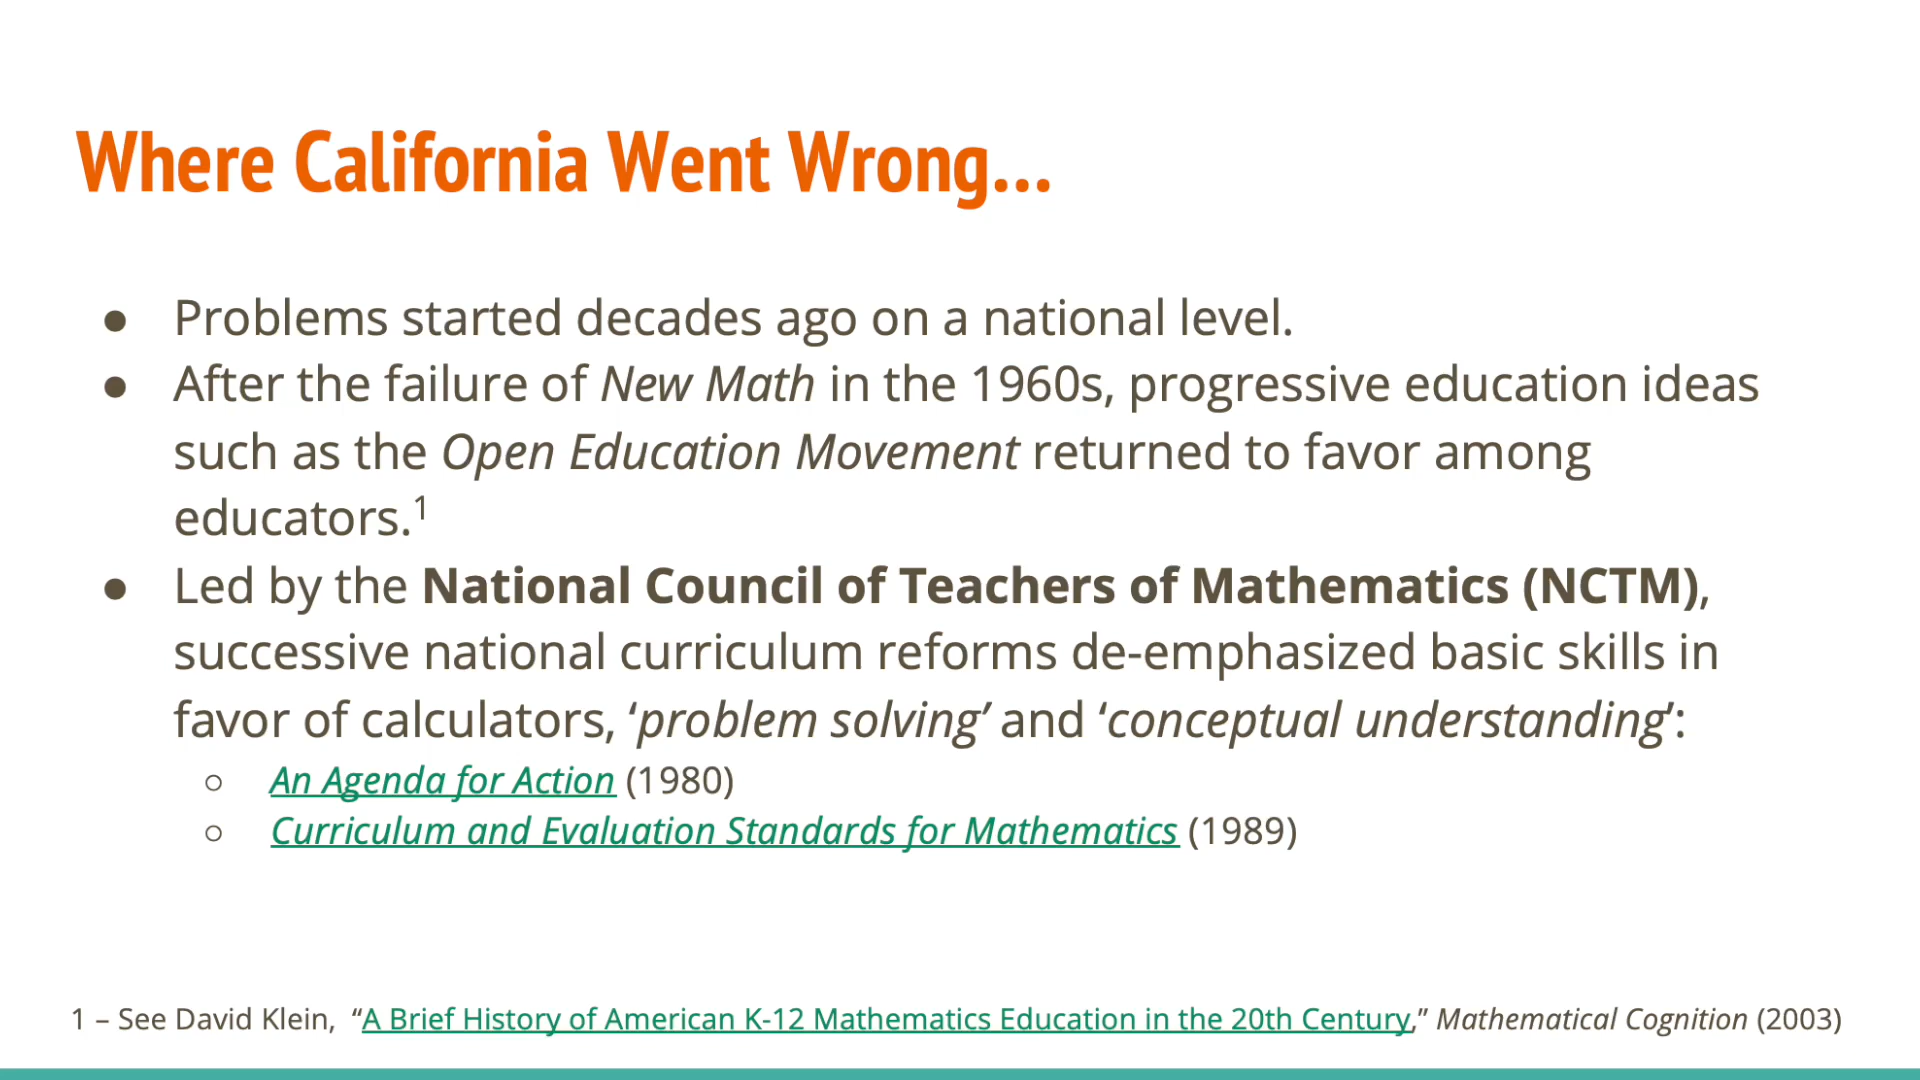 Where California Went Wrong...
● Problems started decades ago on a national level.
● After the failure of New Math in the 1960s, progressive education ideas
such as the Open Education Movement returned to favor among
educators.1
● Led by the National Council of Teachers of Mathematics (NCTM),
successive national curriculum reforms de-emphasized basic skills in
favor of calculators, ‘problem solving’ and ‘conceptual understanding’:
○ An Agenda for Action (1980)
○ Curriculum and Evaluation Standards for Mathematics (1989)
1 – See David Klein, “A Brief History of American K-12 Mathematics Education in the 20th Century,” Mathematical Cognition (2003)